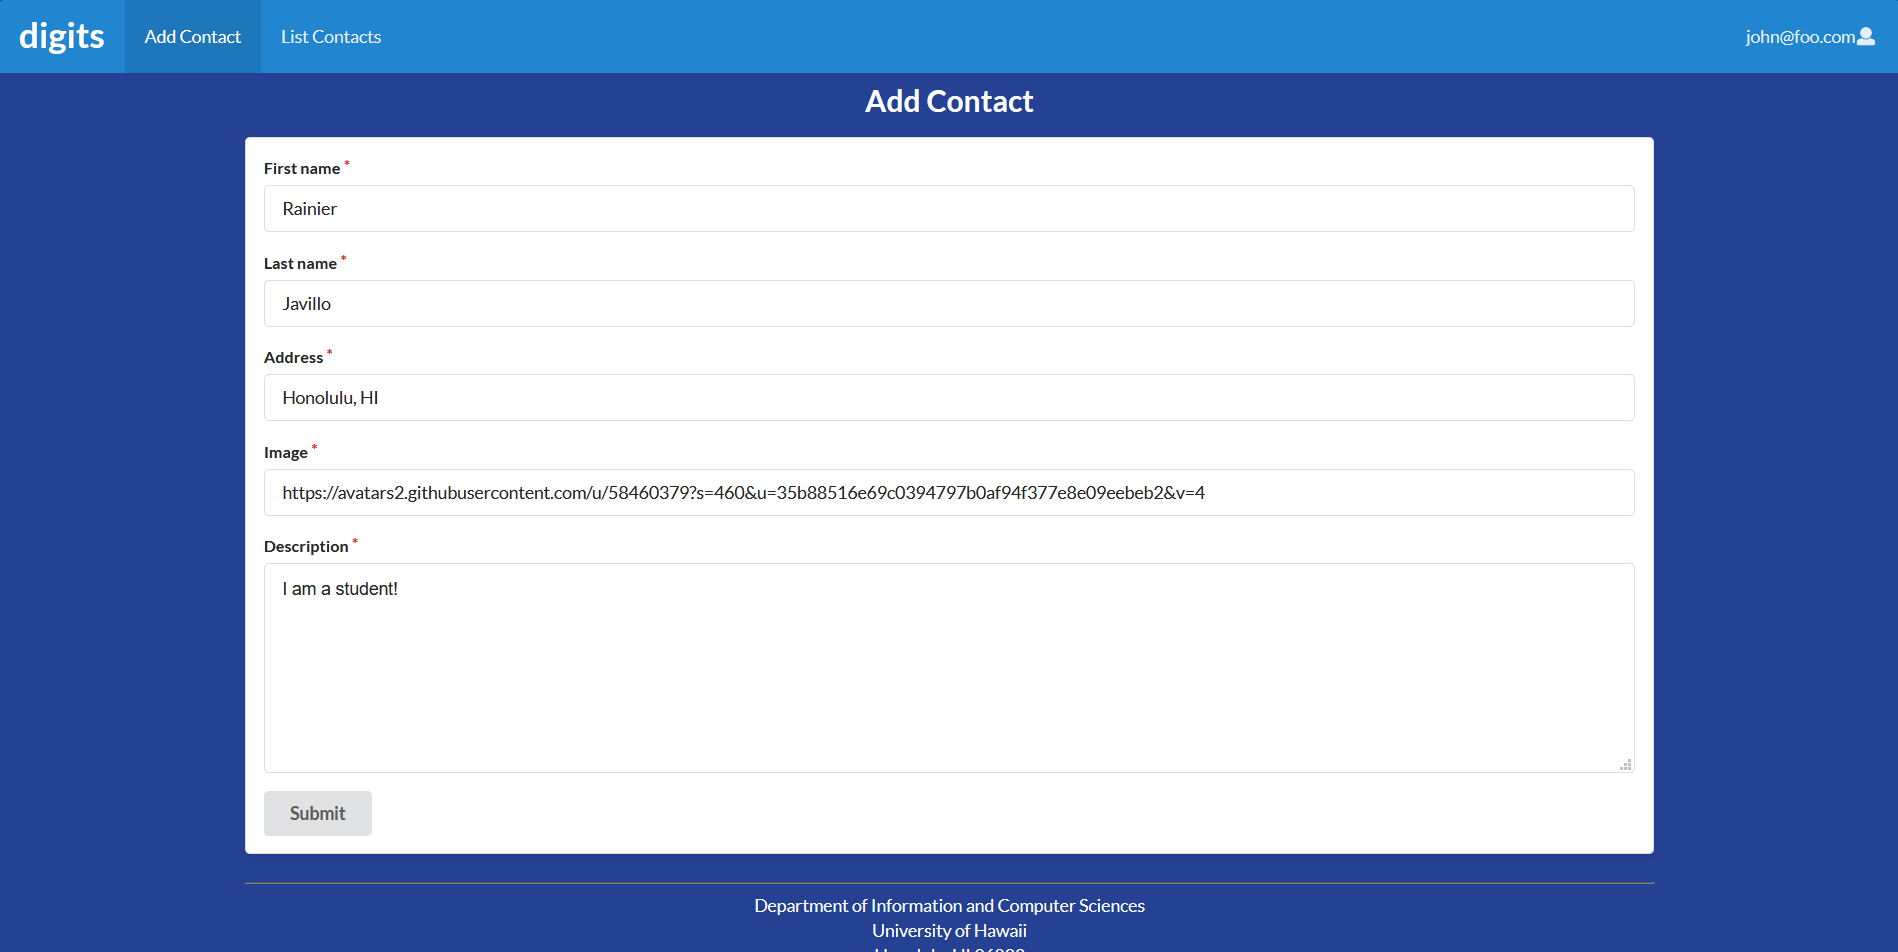 digits
Add Contact
List Contacts
john@foo.com
Add Contact
First name *
Rainier
Last name *
Javillo
Address *
Honolulu, HI
Image *
https://avatars2.githubusercontent.com/u/58460379?s=460&u=35b88516e69c0394797b0af94f377e8e09eebeb2&v=4
Description *
I am a student!
Submit
Department of Information and Computer Sciences
University of Hawaii